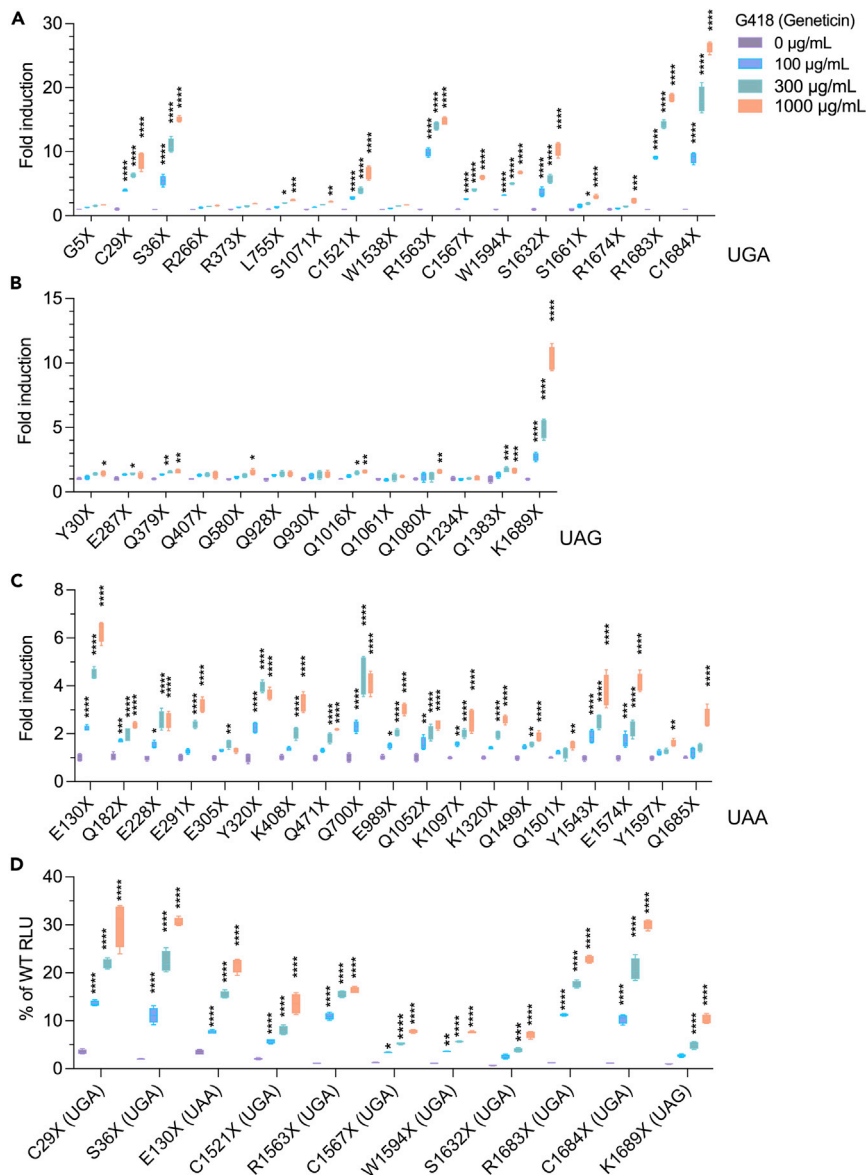 A
Fold induction
30
20
10
5
0
G5X
C29X
S36X
R266X
R373X
L755X
S1071X
C1521X
W1538X
R1563X
C1567X
W1594X
S1632X
S1661X
R1674X
R1683X
C1684X
UGA
G418 (Geneticin)
0 µg/mL
100 µg/mL
300 µg/mL
1000 µg/mL
B
Fold induction
15
10
5
1
0
Y30X
E287X
Q379X
Q407X
Q580X
Q928X
Q930X
Q1016X
Q1061X
Q1080X
Q1234X
Q1383X
K1689X
UAG
C
Fold induction
8
6
4
2
0
E130X
Q182X
E228X
E291X
E305X
Y320X
K408X
Q471X
Q700X
E989X
Q1052X
K1097X
K1320X
Q1499X
Q1501X
Y1543X
E1574X
Y1597X
Q1685X
UAA
D
% of WT RLU
40
30
20
10
5
0
C29X (UGA)
S36X (UGA)
E130X (UAA)
C1521X (UGA)
R1563X (UGA)
C1567X (UGA)
W1594X (UGA)
S1632X (UGA)
R1683X (UGA)
C1684X (UGA)
K1689X (UAG)